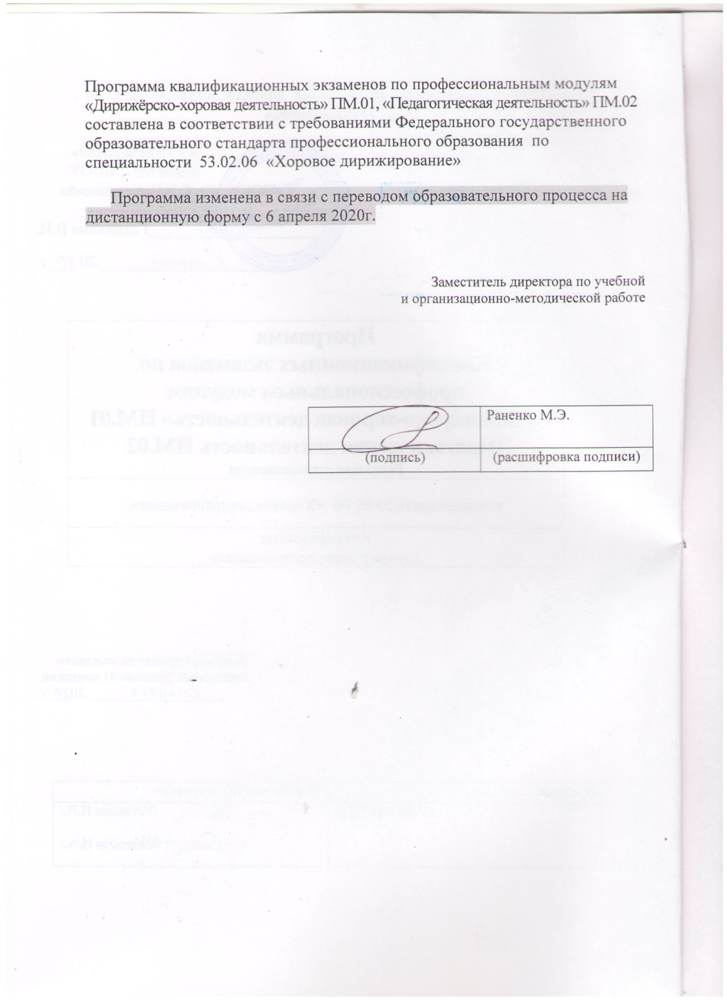 Программа квалификационных экзаменов по профессиональным модулям
«Дирижёрско-хоровая деятельность» ПМ.01, «Педагогическая деятельность» ПМ.02
составлена в соответствии с требованиями Федерального государственного
образовательного стандарта профессионального образования по
специальности 53.02.06 «Хоровое дирижирование»
Программа изменена в связи с переводом образовательного процесса на
дистанционную форму с 6 апреля 2020г.
Заместитель директора по учебной
и организационно-методической работе
Раненко М.Э.
(подпись) (расшифровка подписи)